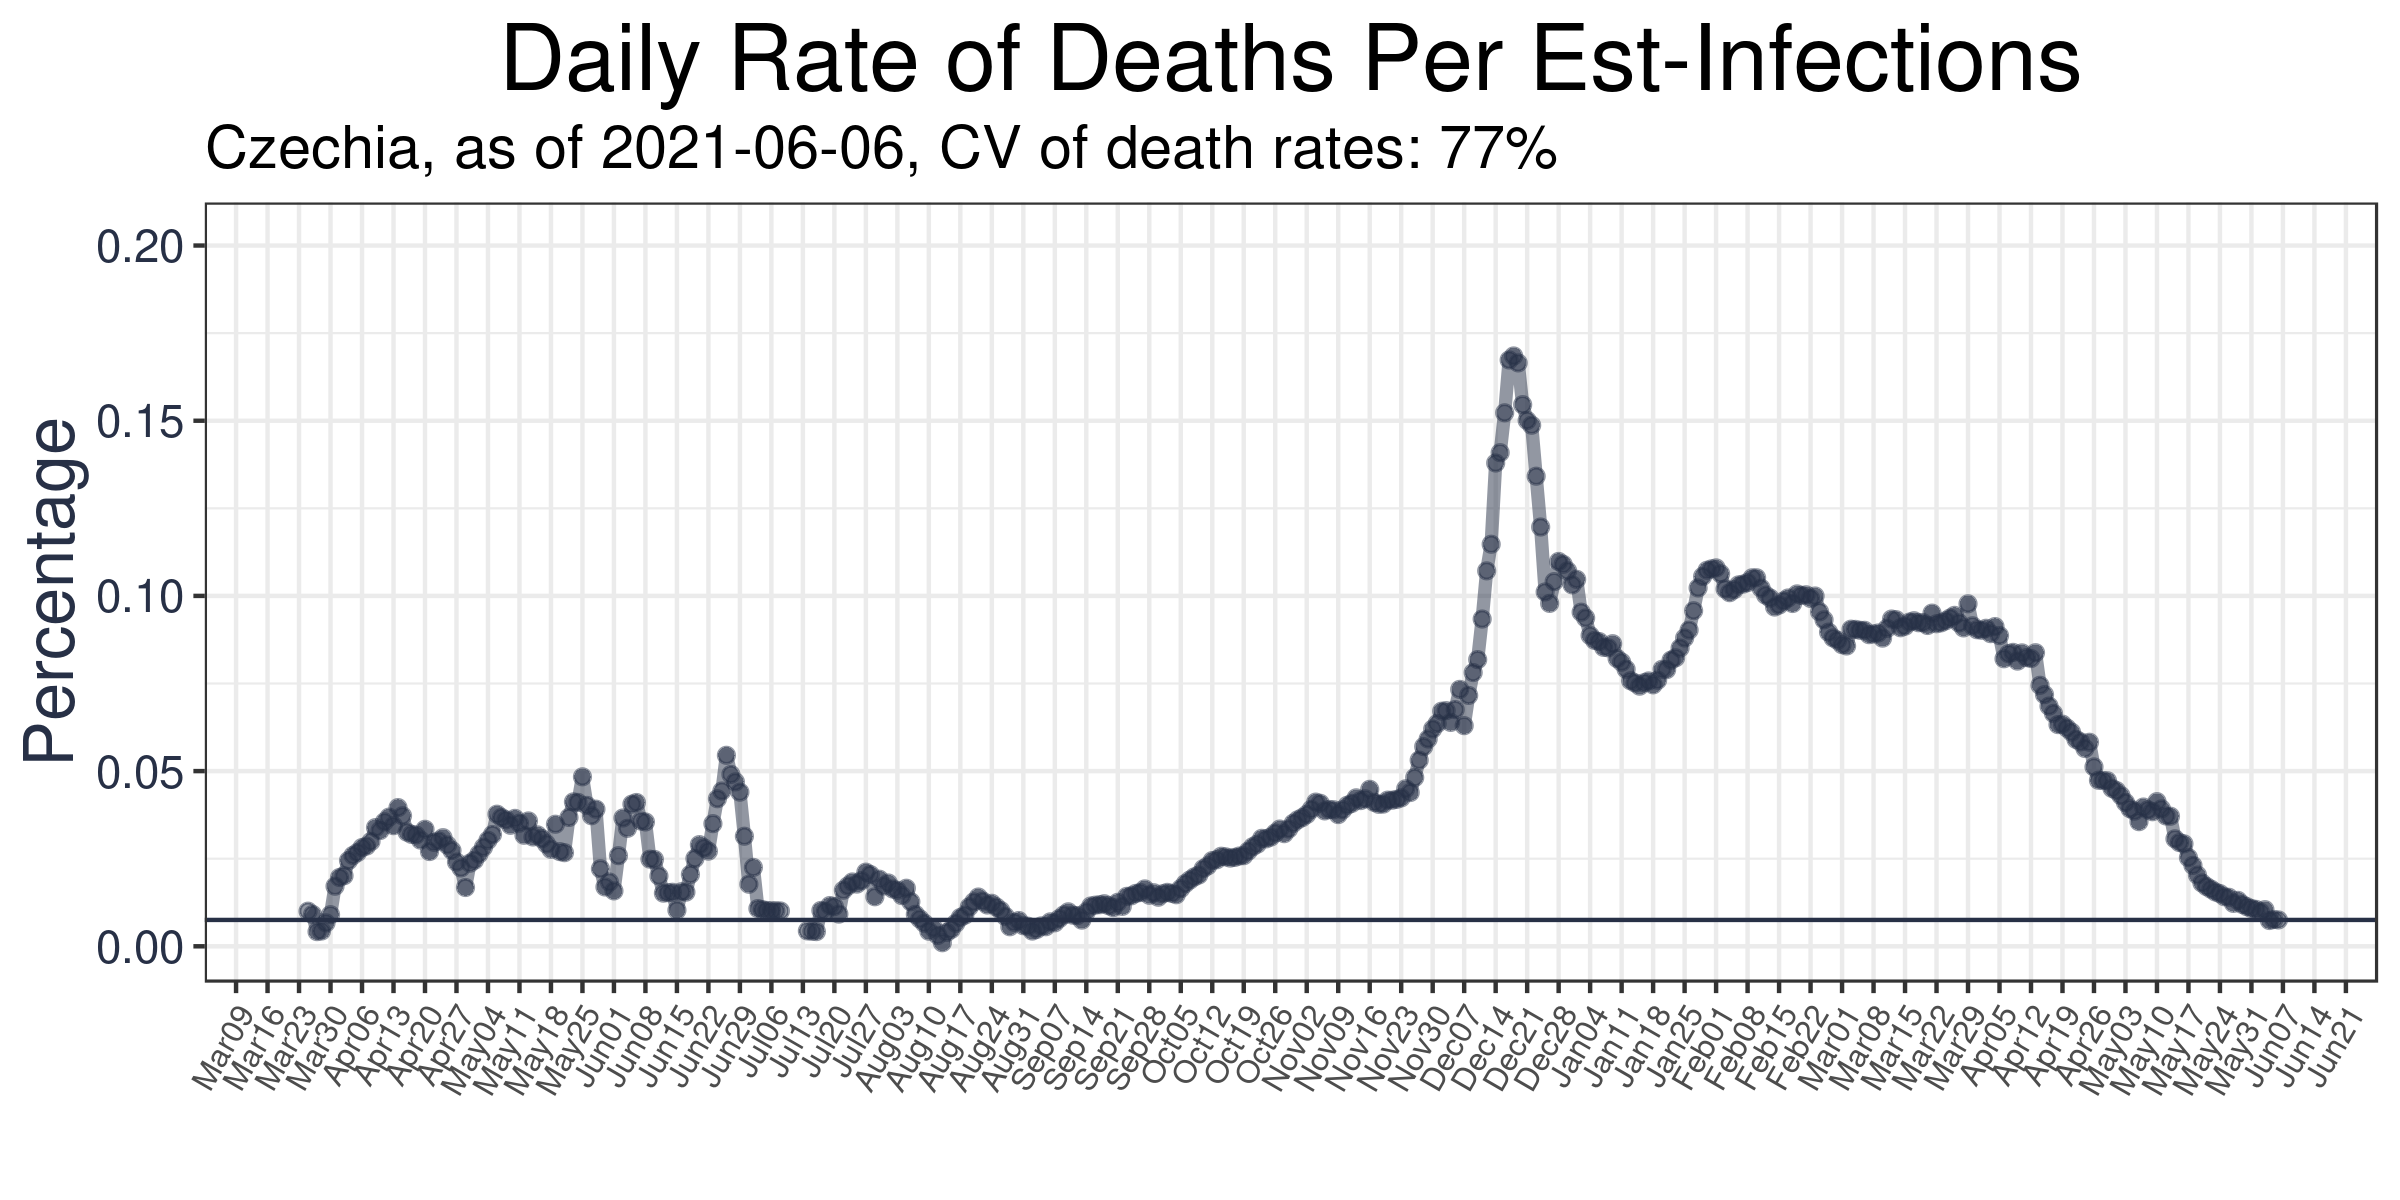 Daily Rate of Deaths Per Est-Infections
Czechia, as of 2021-06-06, CV of death rates: 77%
Percentage
0.20
0.15
0.10
0.05
0.00
Mar09
Mar16
Mar23
Mar30
Apr06
Apr13
Apr20
Apr27
May04
May11
May18
May25
Jun01
Jun08
Jun15
Jun22
Jun29
Jul06
Jul13
Jul20
Jul27
Aug03
Aug10
Aug17
Aug24
Aug31
Sep07
Sep14
Sep21
Sep28
Oct05
Oct12
Oct19
Oct26
Nov02
Nov09
Nov16
Nov23
Nov30
Dec07
Dec14
Dec21
Dec28
Jan04
Jan11
Jan18
Jan25
Feb01
Feb08
Feb15
Feb22
Mar01
Mar08
Mar15
Mar22
Mar29
Apr05
Apr12
Apr19
Apr26
May03
May10
May17
May24
May31
Jun07
Jun14
Jun21